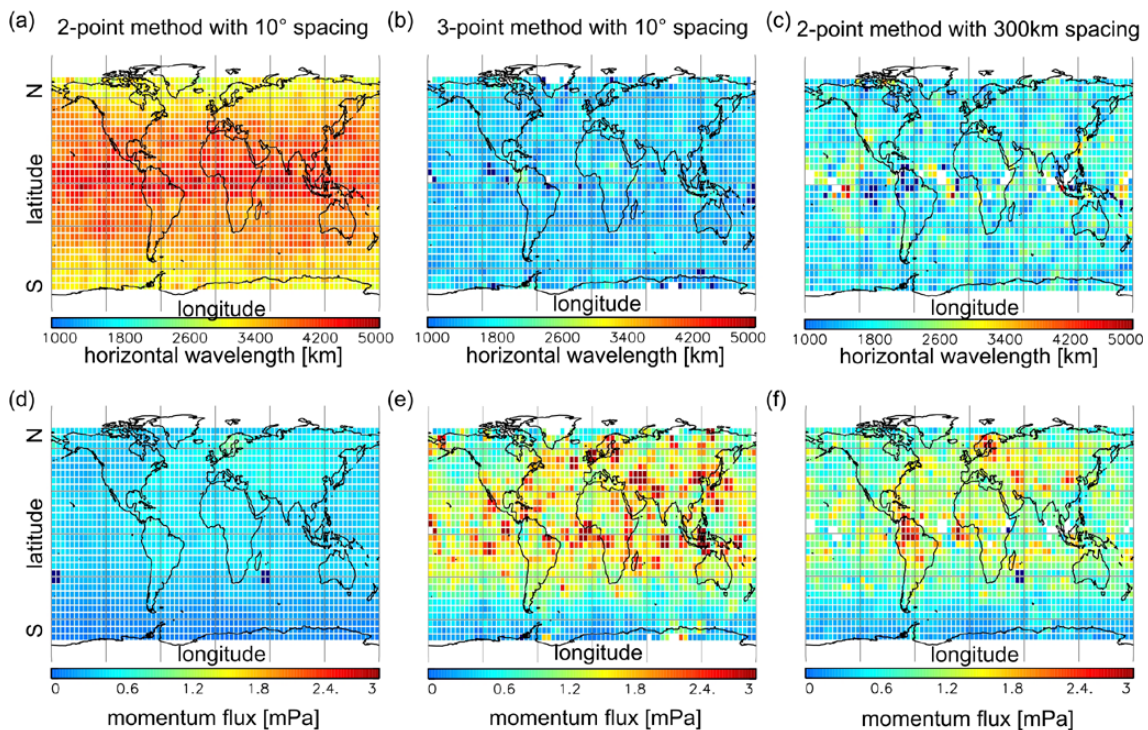 (a) 2-point method with 10° spacing
(b) 3-point method with 10° spacing
(c) 2-point method with 300km spacing
N
latitude
S
longitude
1000 1800 2600 3400 4200 5000
horizontal wavelength [km]
longitude
1000 1800 2600 3400 4200 5000
horizontal wavelength [km]
longitude
1000 1800 2600 3400 4200 5000
horizontal wavelength [km]
(d)
(e)
(f)
N
latitude
S
longitude
0 0.6 1.2 1.8 2.4. 3
momentum flux [mPa]
longitude
0 0.6 1.2 1.8 2.4. 3
momentum flux [mPa]
longitude
0 0.6 1.2 1.8 2.4. 3
momentum flux [mPa]